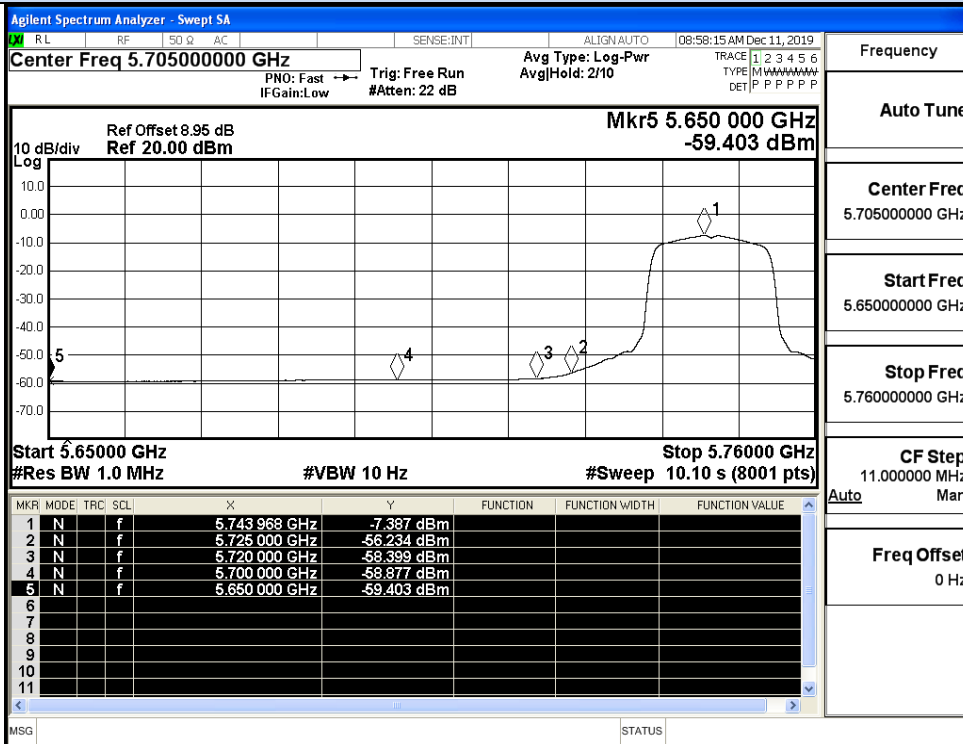 Agilent Spectrum Analyzer - Swept SA
LXI RL RF 50 Ω AC SENSE:INT ALIGN AUTO 08:58:15 AM Dec 11, 2019
Center Freq 5.705000000 GHz
PNO: Fast
IFGain:Low
Trig: Free Run
#Atten: 22 dB
Avg Type: Log-Pwr
Avg|Hold: 2/10
TRACE 1 2 3 4 5 6
TYPE M W W W W W
DET P P P P P P
Mkr5 5.650 000 GHz
-59.403 dBm
Ref Offset 8.95 dB
10 dB/div Ref 20.00 dBm
Log
10.0
0.00
-10.0
-20.0
-30.0
-40.0
-50.0
-60.0
-70.0
1
2
3
4
5
Start 5.65000 GHz Stop 5.76000 GHz
#Res BW 1.0 MHz #VBW 10 Hz #Sweep 10.10 s (8001 pts)
MKR MODE TRC SCL X Y FUNCTION FUNCTION WIDTH FUNCTION VALUE
1 N f 5.743 968 GHz -7.387 dBm
2 N f 5.725 000 GHz -56.234 dBm
3 N f 5.720 000 GHz -58.399 dBm
4 N f 5.700 000 GHz -58.877 dBm
5 N f 5.650 000 GHz -59.403 dBm
6
7
8
9
10
11
MSG STATUS
Frequency
Auto Tune
Center Freq
5.705000000 GHz
Start Freq
5.650000000 GHz
Stop Freq
5.760000000 GHz
CF Step
11.000000 MHz
Auto Man
Freq Offset
0 Hz